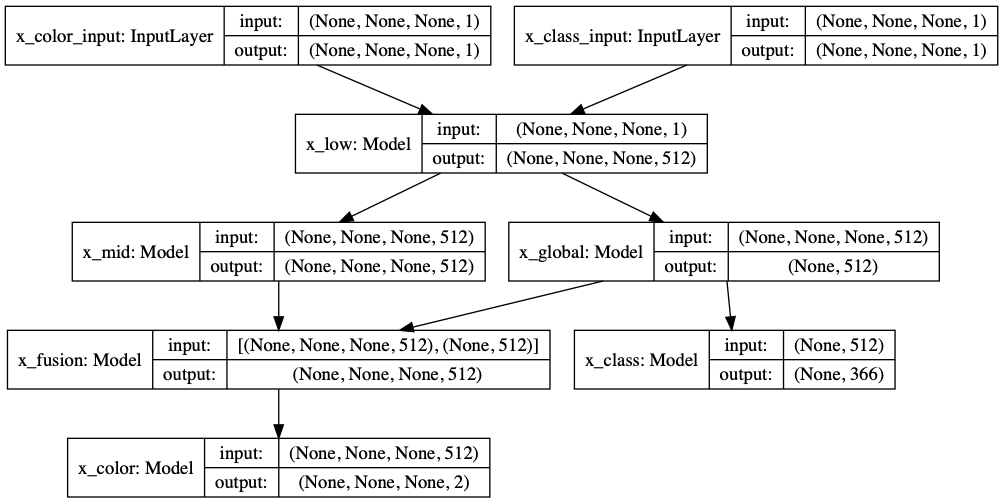 x_color_input: InputLayer
input: (None, None, None, 1)
output: (None, None, None, 1)
x_class_input: InputLayer
input: (None, None, None, 1)
output: (None, None, None, 1)
x_low: Model
input: (None, None, None, 1)
output: (None, None, None, 512)
x_mid: Model
input: (None, None, None, 512)
output: (None, None, None, 512)
x_global: Model
input: (None, None, None, 512)
output: (None, 512)
x_fusion: Model
input: [(None, None, None, 512), (None, 512)]
output: (None, None, None, 512)
x_class: Model
input: (None, 512)
output: (None, 366)
x_color: Model
input: (None, None, None, 512)
output: (None, None, None, 2)